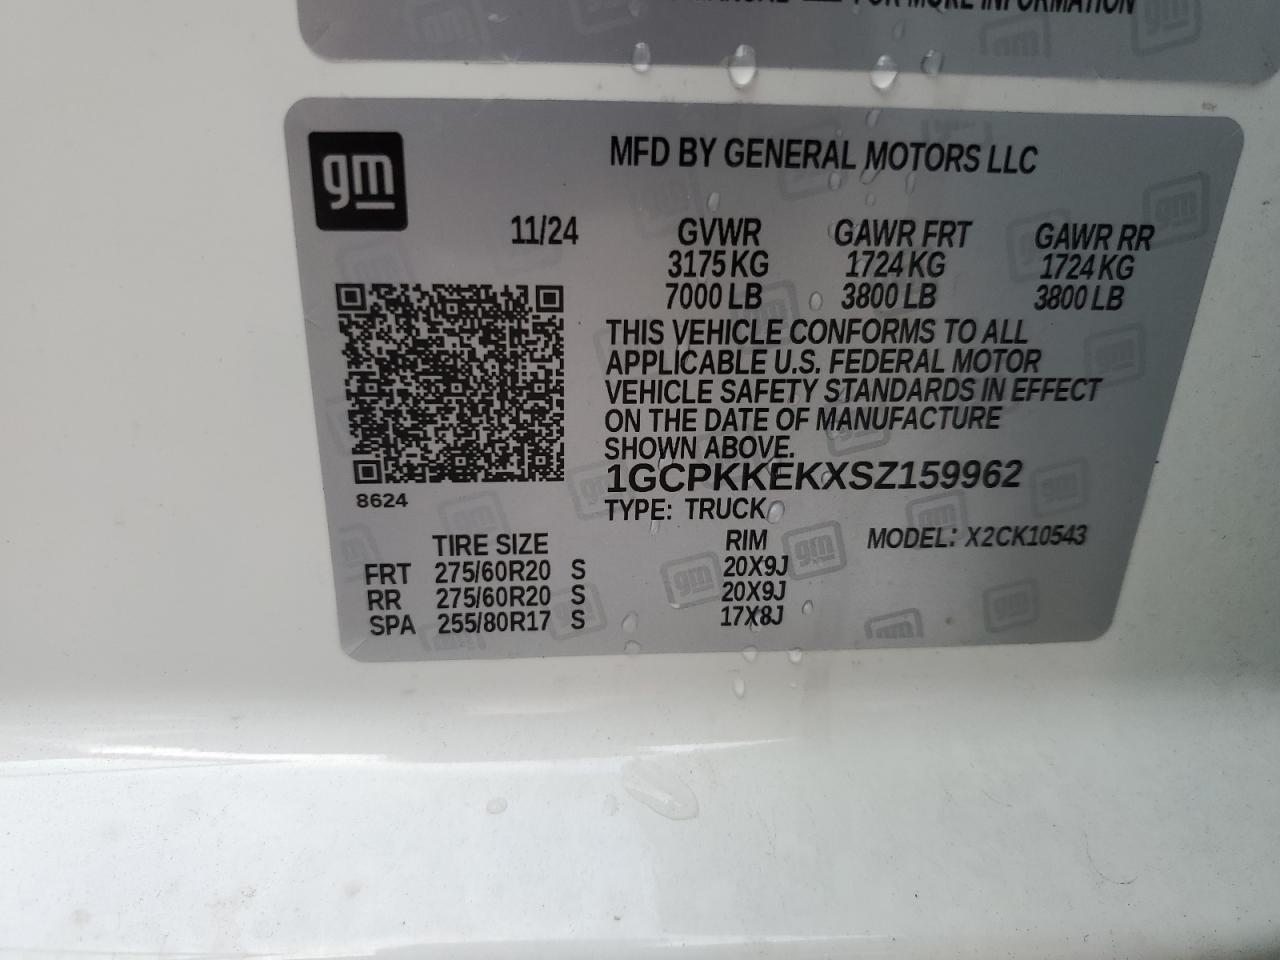 FOR MORE INFORMATION
gm
MFD BY GENERAL MOTORS LLC
11/24
GVWR GAWR FRT GAWR RR
3175 KG 1724 KG 1724 KG
7000 LB 3800 LB 3800 LB
THIS VEHICLE CONFORMS TO ALL
APPLICABLE U.S. FEDERAL MOTOR
VEHICLE SAFETY STANDARDS IN EFFECT
ON THE DATE OF MANUFACTURE
SHOWN ABOVE.
1GCPKKEKXSZ159962
8624
TYPE: TRUCK
MODEL: X2CK10543
TIRE SIZE RIM
FRT 275/60R20 S 20X9J
RR 275/60R20 S 20X9J
SPA 255/80R17 S 17X8J